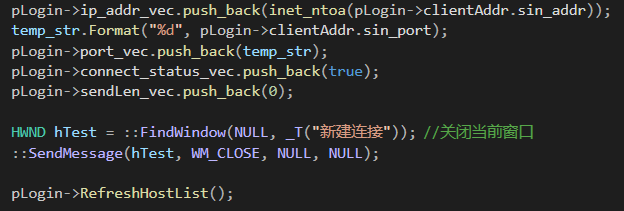 pLogin->ip_addr_vec.push_back(inet_ntoa(pLogin->clientAddr.sin_addr));
temp_str.Format("%d", pLogin->clientAddr.sin_port);
pLogin->port_vec.push_back(temp_str);
pLogin->connect_status_vec.push_back(true);
pLogin->sendLen_vec.push_back(0);
HWND hTest = ::FindWindow(NULL, _T("新建连接")); //关闭当前窗口
::SendMessage(hTest, WM_CLOSE, NULL, NULL);
pLogin->RefreshHostList();